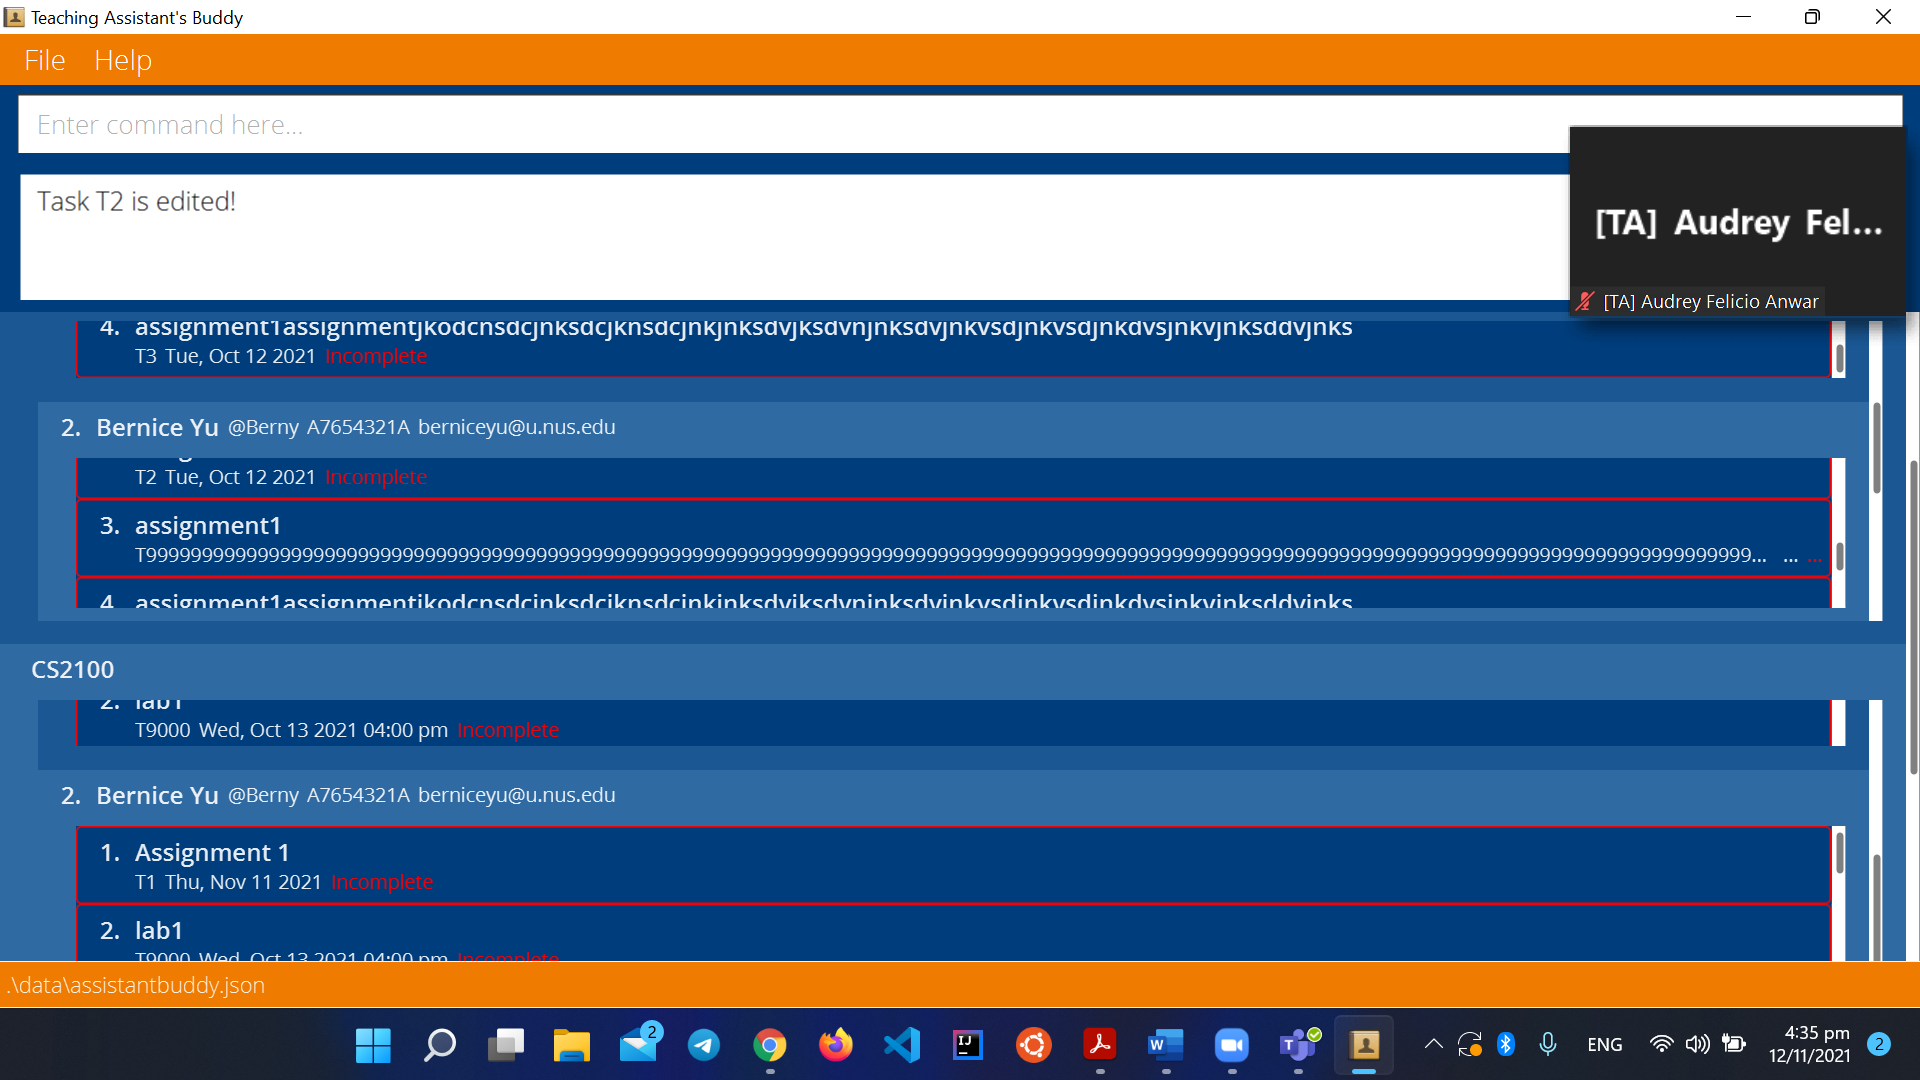 Teaching Assistant's Buddy
File Help
Enter command here...
Task T2 is edited!
[TA] Audrey Fel...
[TA] Audrey Felicio Anwar
4. assignment1assignmentjkodcnsdcjnksdcjknsdcjnkjnksdvjksdvnjnksdvjnkvsdjnkvsdjnkdvsjnkvjnksddvjnks
T3 Tue, Oct 12 2021 Incomplete
2. Bernice Yu @Berny A7654321A berniceyu@u.nus.edu
T2 Tue, Oct 12 2021 Incomplete
3. assignment1
... ...
4 assignment1assignmentjkodcnsdcjnksdcjknsdcjnkjnksdvjksdvnjnksdvjnkvsdjnkvsdjnkdvsjnkvjnksddvjnks
CS2100
2. lab1
T9000 Wed, Oct 13 2021 04:00 pm Incomplete
2. Bernice Yu @Berny A7654321A berniceyu@u.nus.edu
1. Assignment 1
T1 Thu, Nov 11 2021 Incomplete
2. lab1
T9000 Wed, Oct 13 2021 04:00 pm Incomplete
.\data\assistantbuddy.json
2
ENG
4:35 pm
12/11/2021
2